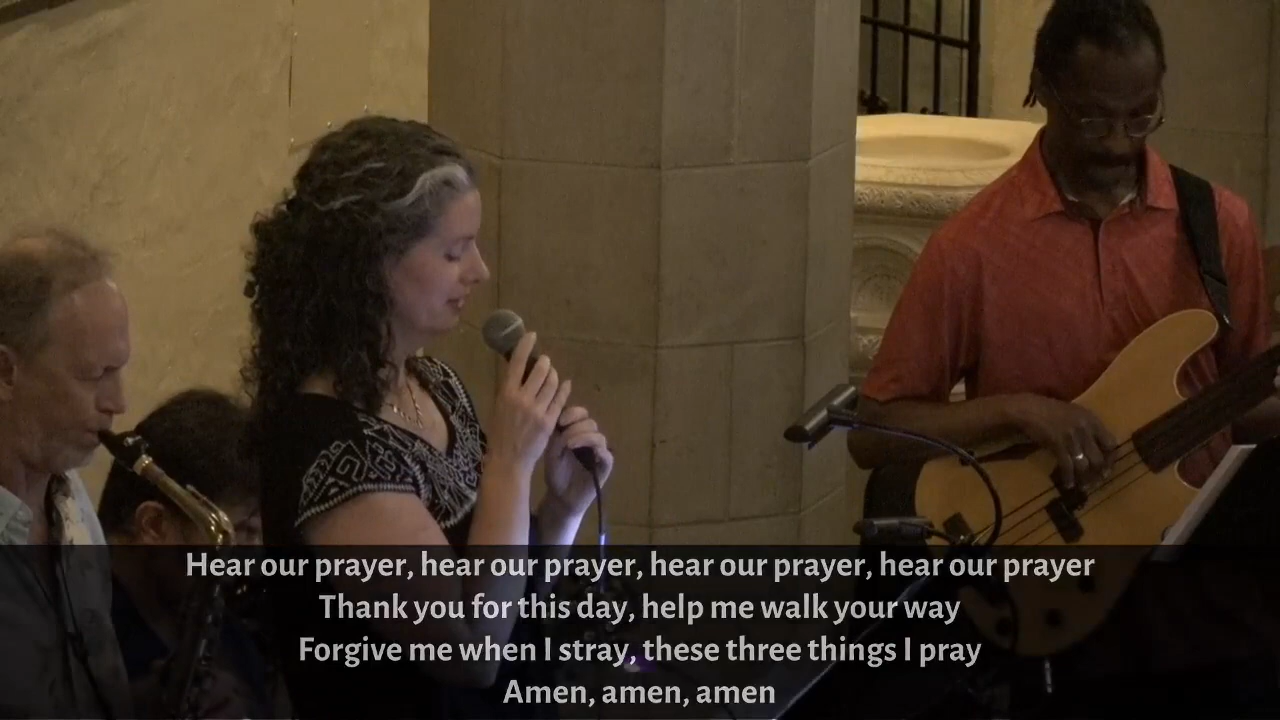 Hear our prayer, hear our prayer, hear our prayer, hear our prayer
Thank you for this day, help me walk your way
Forgive me when I stray, these three things I pray
Amen, amen, amen